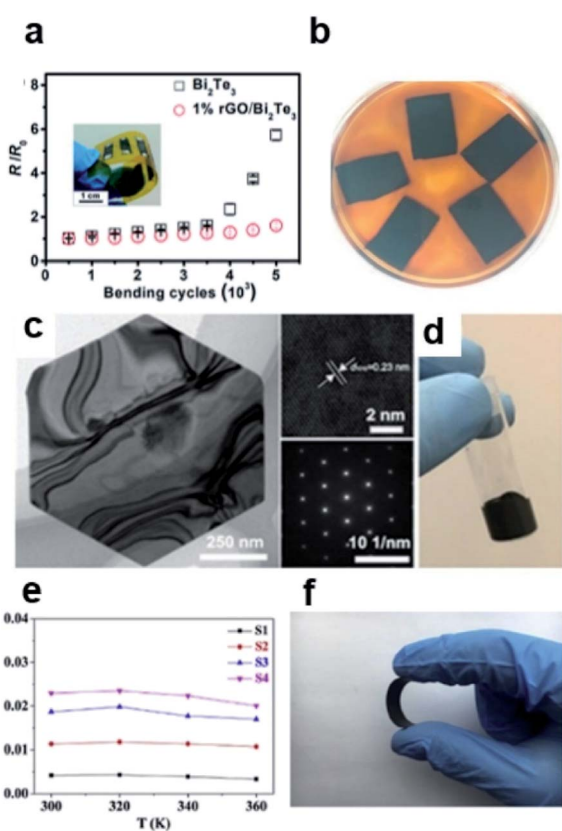 a
b
8
6
4
2
0
R/R₀
Bi₂Te₃
1% rGO/Bi₂Te₃
1 cm
0 1 2 3 4 5
Bending cycles (10³)
c
d
=0.23 nm
2 nm
250 nm
10 1/nm
e
f
0.04
0.03
0.02
0.01
0.00
S1
S2
S3
S4
300 320 340 360
T (K)